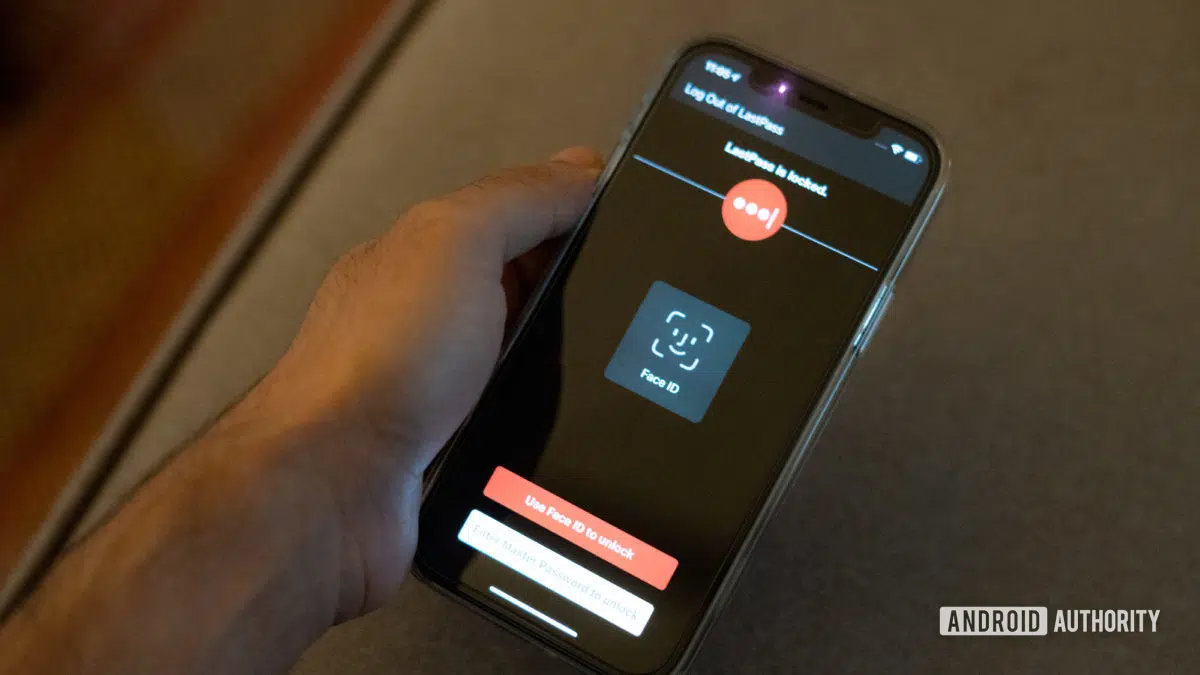 11:05
Log Out of LastPass
LastPass is locked.
Face ID
Use Face ID to unlock
Enter Master Password to unlock
ANDROID AUTHORITY